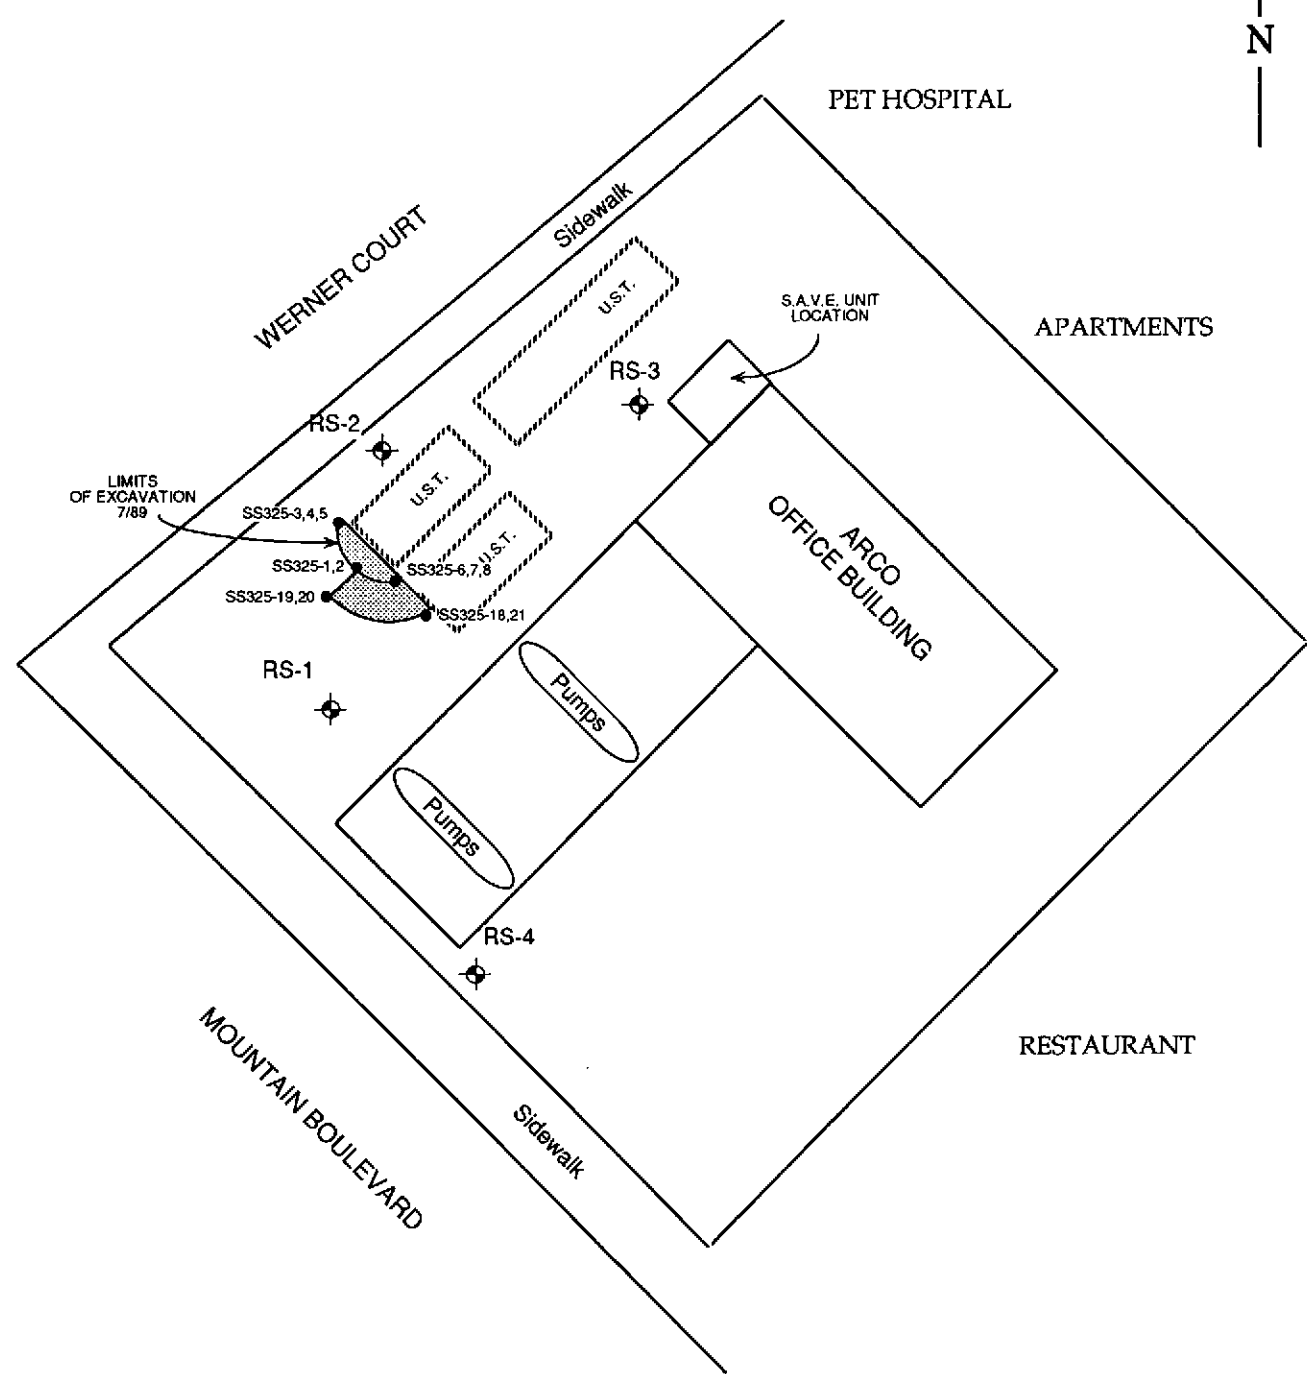 N
PET HOSPITAL
Sidewalk
WERNER COURT
U.S.T.
S.A.V.E. UNIT
LOCATION
APARTMENTS
RS-3
RS-2
LIMITS
OF EXCAVATION
7/89
U.S.T.
SS325-3,4,5
ARCO
OFFICE BUILDING
U.S.T.
SS325-1,2
SS325-6,7,8
SS325-19,20
SS325-18,21
RS-1
Pumps
Pumps
RS-4
MOUNTAIN BOULEVARD
RESTAURANT
Sidewalk